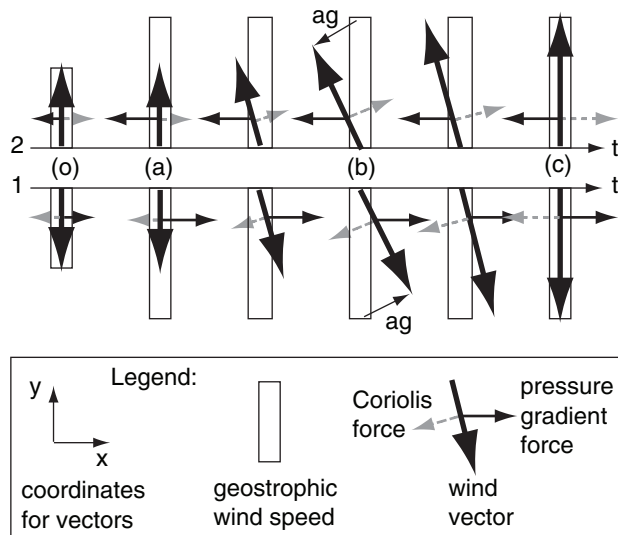 ag
2 (o) (a) (b) (c) t
1 t
ag
Legend:
y
x
coordinates
for vectors
geostrophic
wind speed
Coriolis
force
pressure
gradient
force
wind
vector